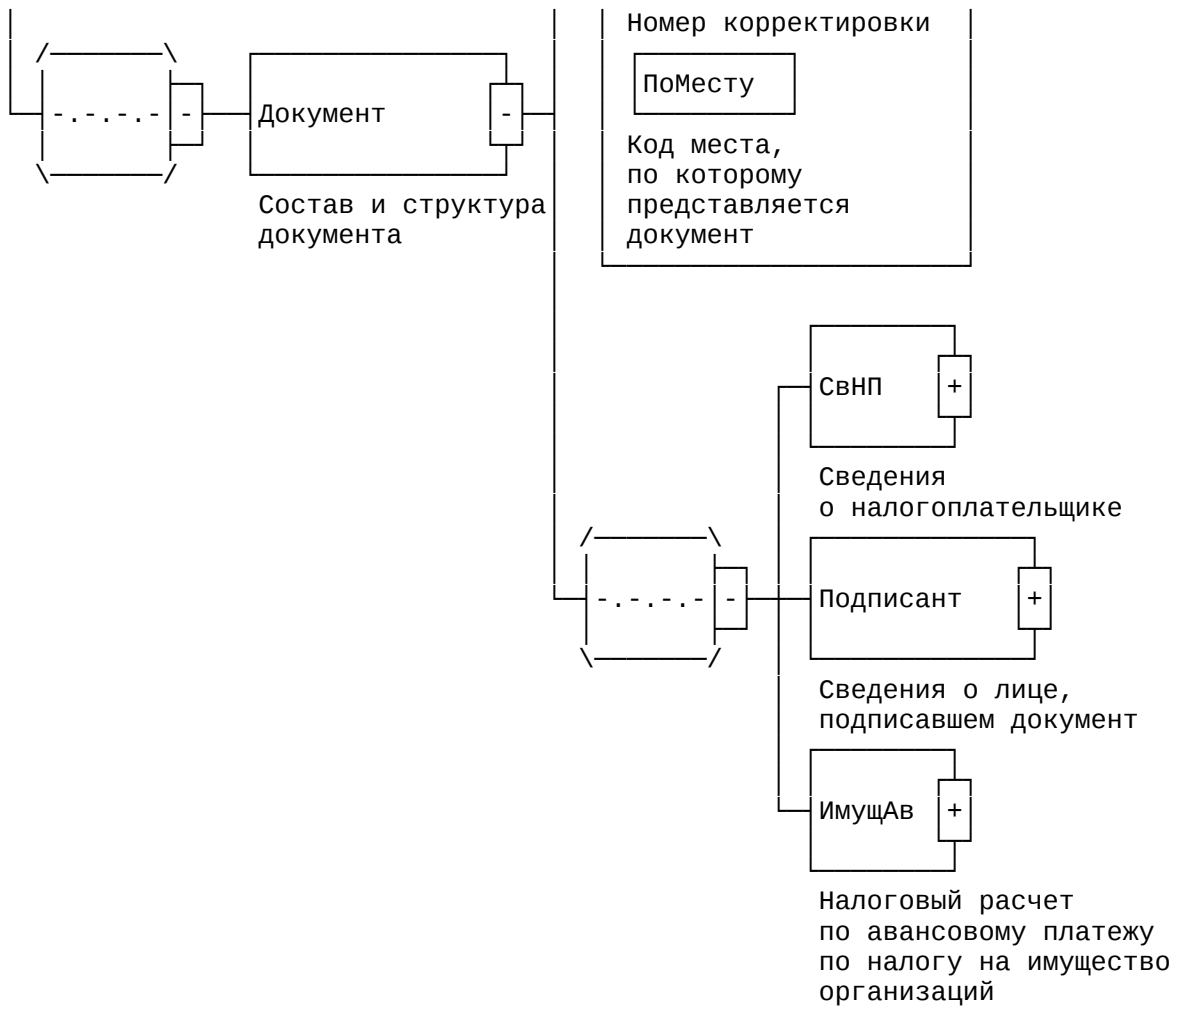 Номер корректировки
ПоМесту
-.-.-.- - Документ -
Код места,
по которому
представляется
документ
Состав и структура
документа
СвНП +
Сведения
о налогоплательщике
-.-.-.- - Подписант +
Сведения о лице,
подписавшем документ
ИмущАв +
Налоговый расчет
по авансовому платежу
по налогу на имущество
организаций